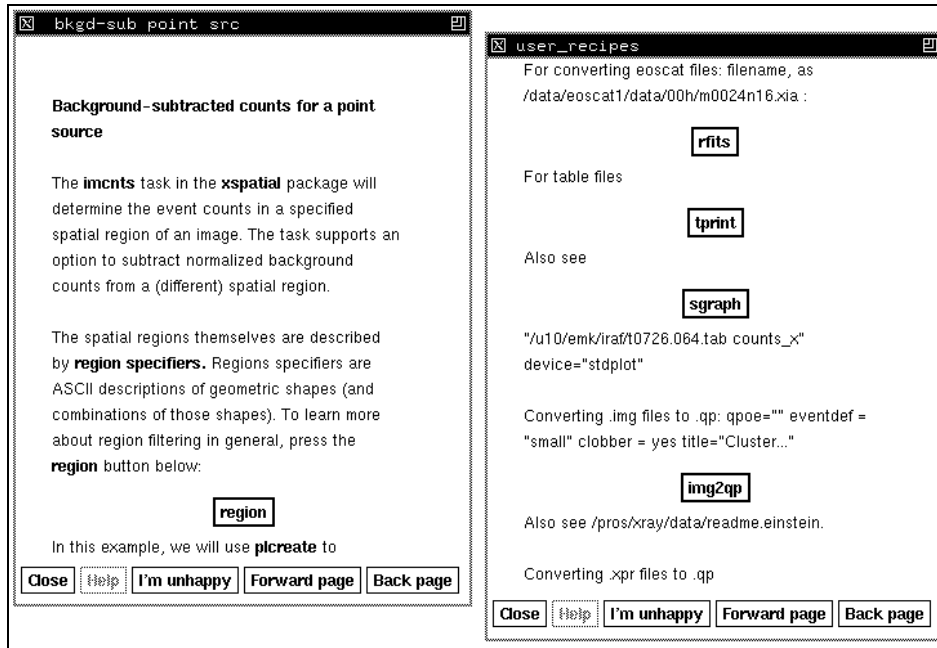 bkgd-sub point src
Background-subtracted counts for a point
source
The imcnts task in the xspatial package will
determine the event counts in a specified
spatial region of an image. The task supports an
option to subtract normalized background
counts from a (different) spatial region.
The spatial regions themselves are described
by region specifiers. Regions specifiers are
ASCII descriptions of geometric shapes (and
combinations of those shapes). To learn more
about region filtering in general, press the
region button below:
region
In this example, we will use plcreate to
Close Help I'm unhappy Forward page Back page
user_recipes
For converting eoscat files: filename, as
/data/eoscat1/data/00h/m0024n16.xia :
rfits
For table files
tprint
Also see
sgraph
"/u10/emk/iraf/t0726.064.tab counts_x"
device="stdplot"
Converting .img files to .qp: qpoe="" eventdef =
"small" clobber = yes title="Cluster..."
img2qp
Also see /pros/xray/data/readme.einstein.
Converting .xpr files to .qp
Close Help I'm unhappy Forward page Back page